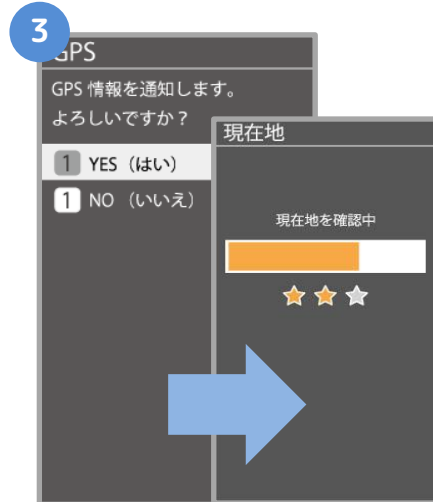 3
GPS
GPS 情報を通知します。
よろしいですか？
1 YES（はい）
1 NO（いいえ）
現在地
現在地を確認中